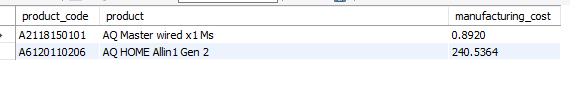 product_code product manufacturing_cost
A2118150101 AQ Master wired x1 Ms 0.8920
A6120110206 AQ HOME Allin1 Gen 2 240.5364